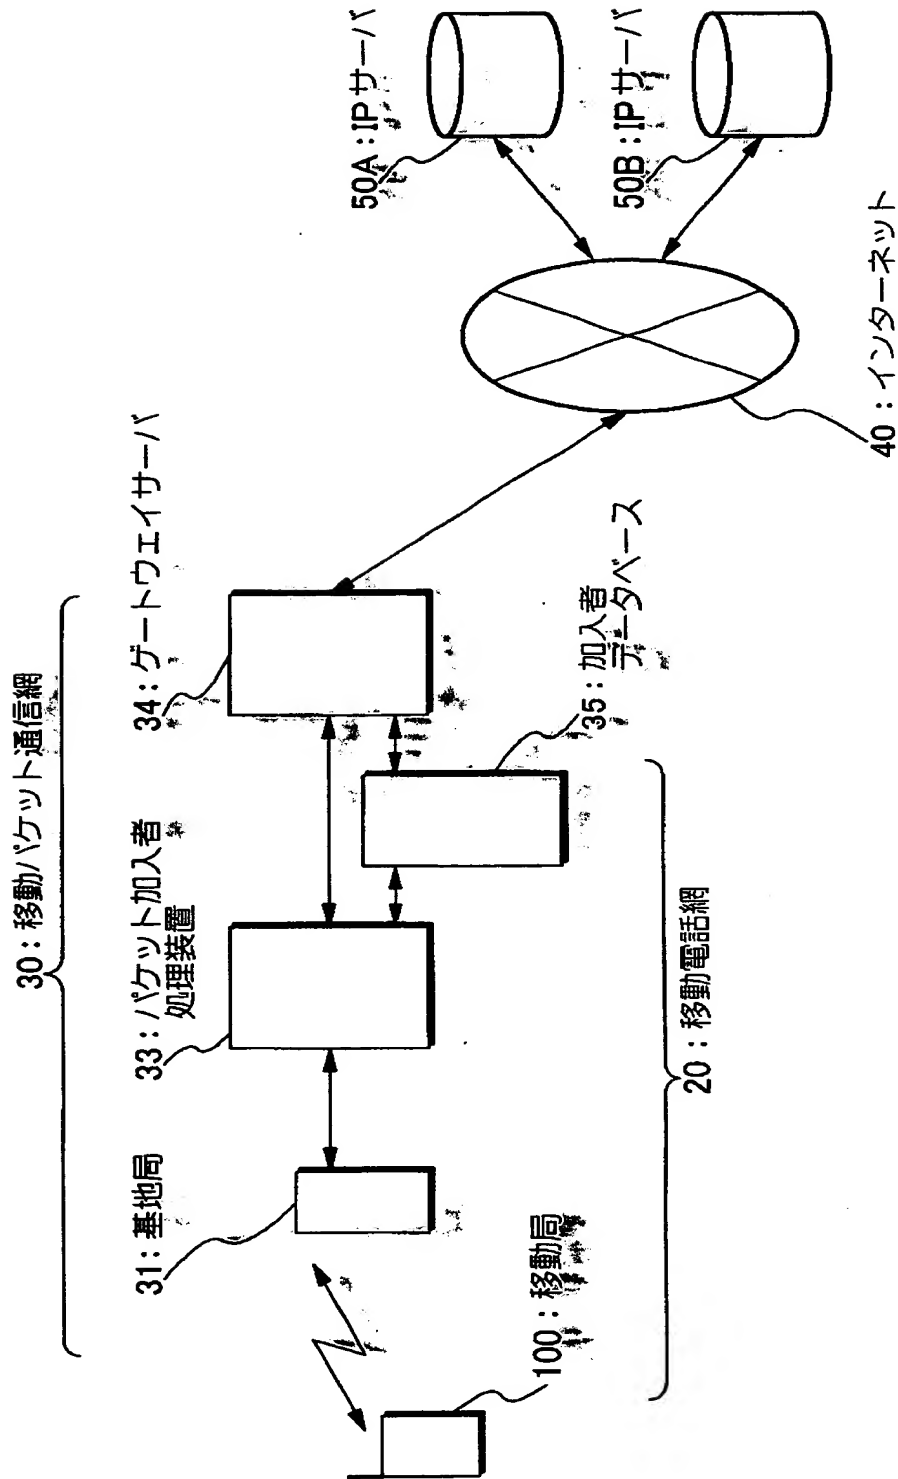 30：移動パケット通信網
31：基地局
33：パケット加入者
処理装置
34：ゲートウェイサーバ
50A：IPサーバ
50B：IPサーバ
100：移動局
35：加入者
データベース
20：移動電話網
40：インターネット